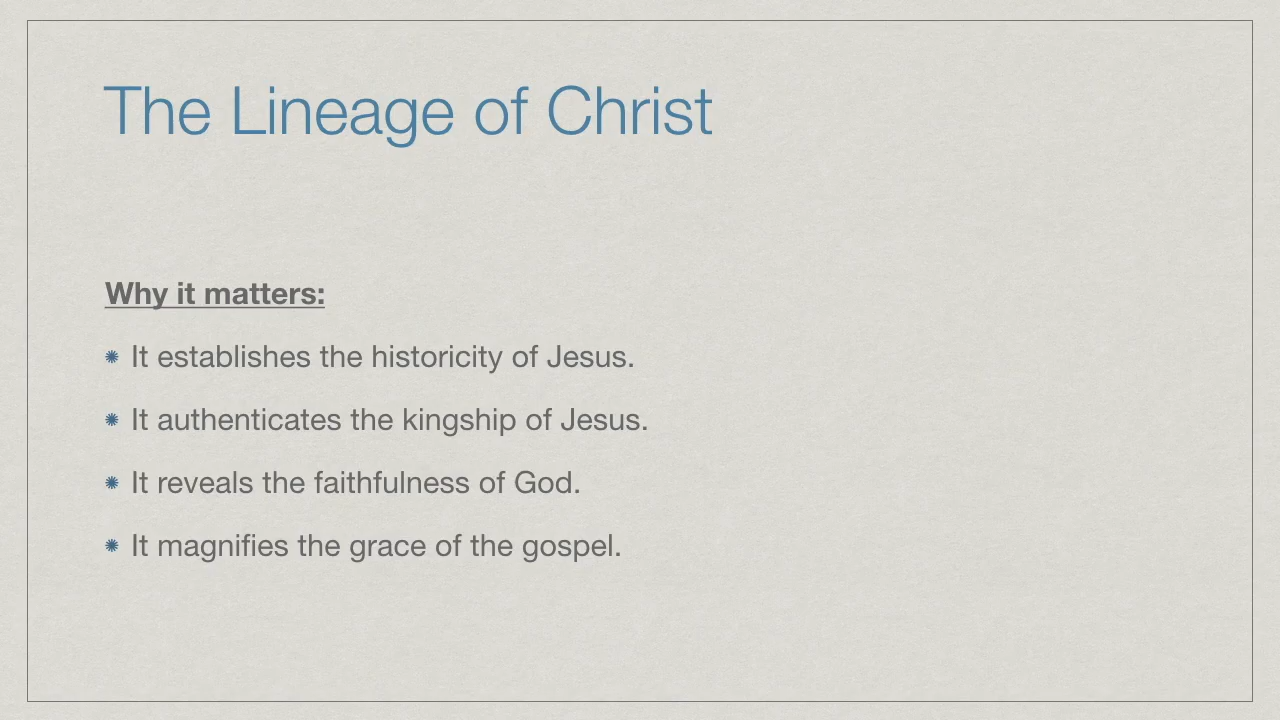 The Lineage of Christ
Why it matters:
It establishes the historicity of Jesus.
It authenticates the kingship of Jesus.
It reveals the faithfulness of God.
It magnifies the grace of the gospel.